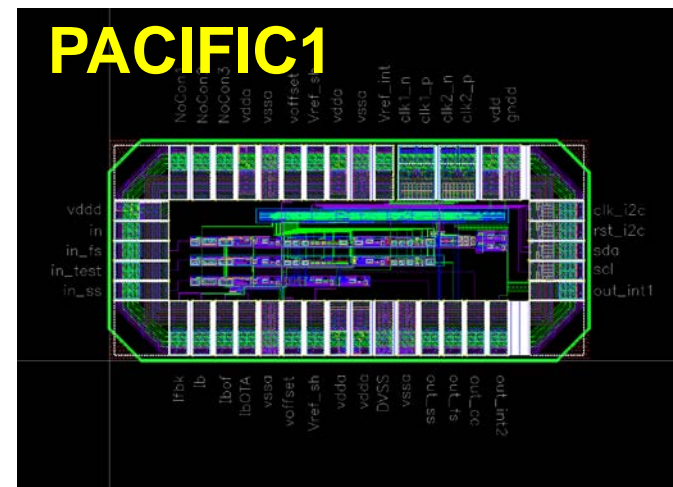 PACIFIC1
NoCon1
NoCon3
vdda
vssa
voffset
Vref_sh
vdda
vssa
Vref_int
clk1_n
clk1_p
clk2_n
clk2_p
vdd
gndd
vddd
in
in_fs
in_test
in_ss
clk_i2c
rst_i2c
sda
scl
out_int1
Ifbk
Ib
Ibof
IbOTA
vssa
voffset
Vref_sh
vdda
vdda
DVSS
vssa
out_ss
out_fs
out_cc
out_int2